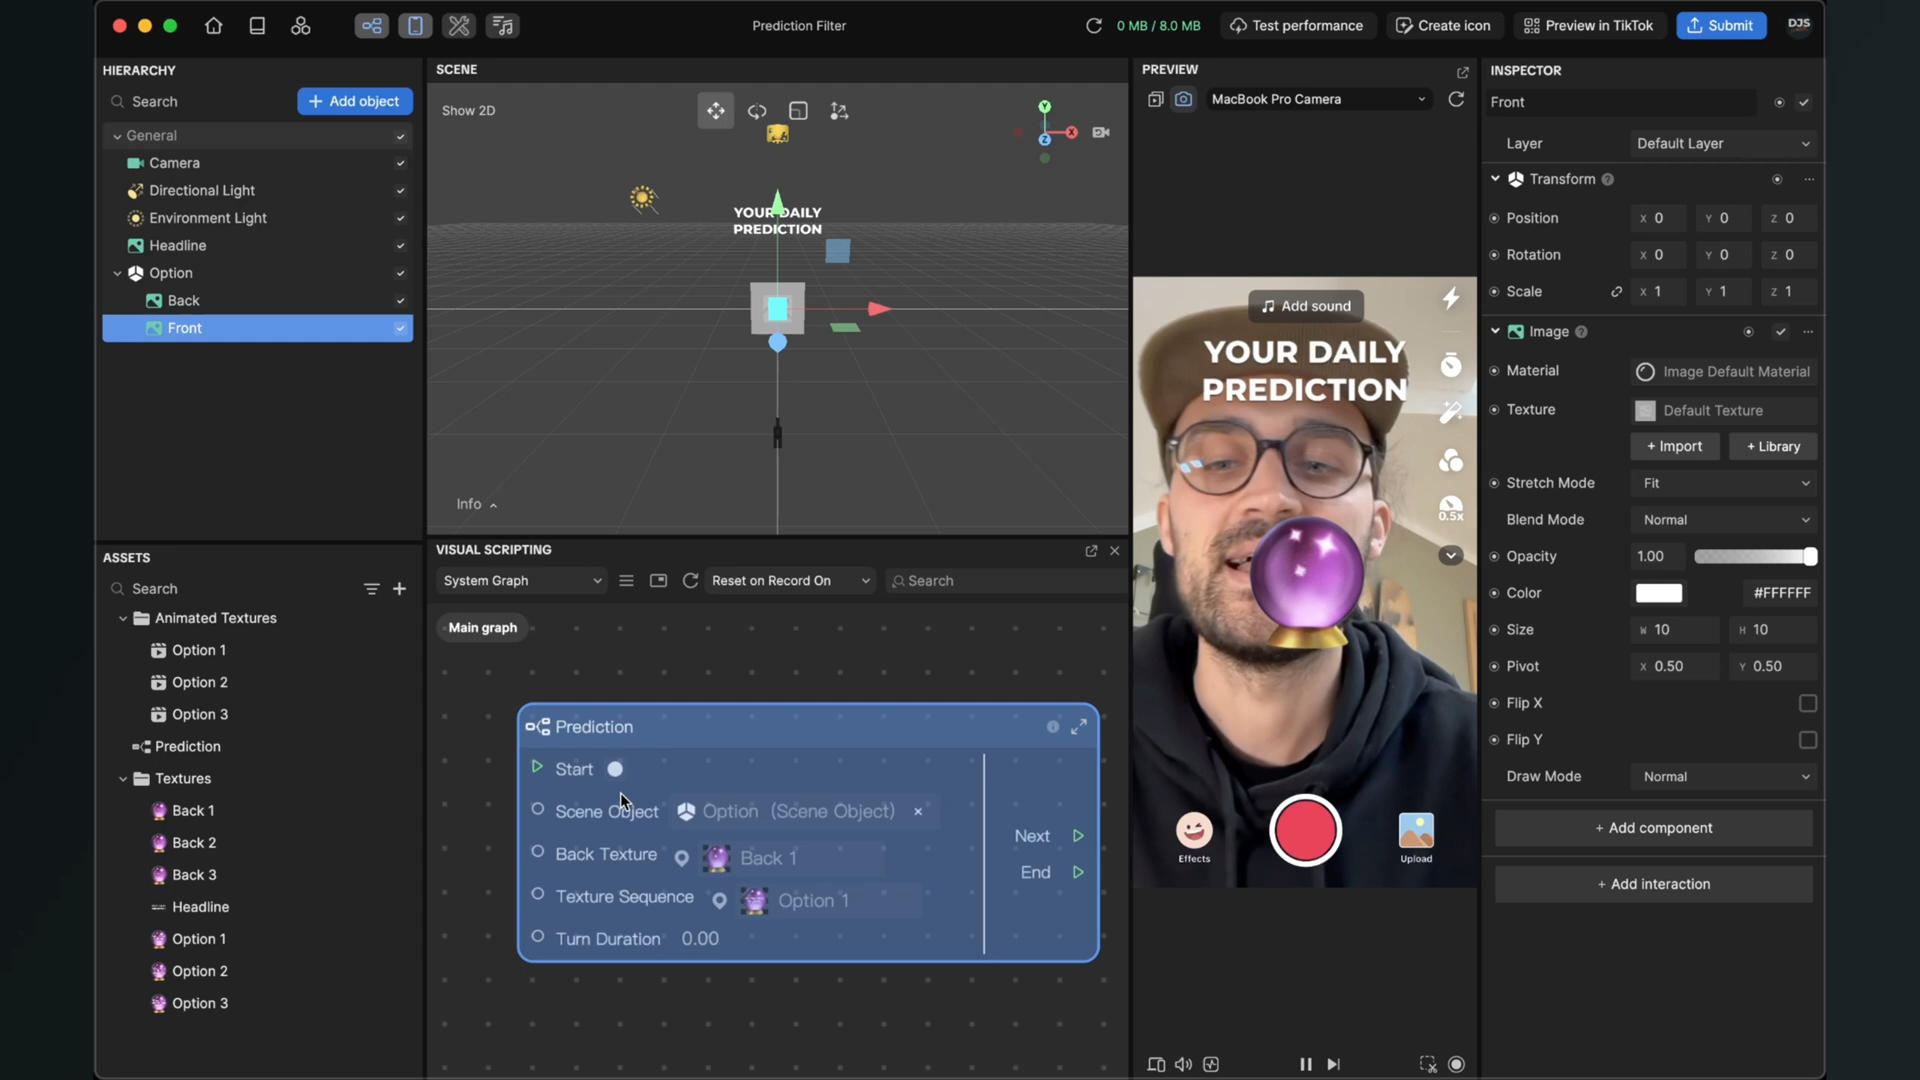 Prediction Filter
0 MB / 8.0 MB
Test performance
Create icon
Preview in TikTok
Submit
DJS
HIERARCHY
Search
Add object
General
Camera
Directional Light
Environment Light
Headline
Option
Back
Front
ASSETS
Search
Animated Textures
Option 1
Option 2
Option 3
Prediction
Textures
Back 1
Back 2
Back 3
Headline
Option 1
Option 2
Option 3
SCENE
Show 2D
Y
X
Z
YOUR DAILY
PREDICTION
Info
VISUAL SCRIPTING
System Graph
Reset on Record On
Search
Main graph
Prediction
Start
Scene Object
Option (Scene Object)
Back Texture
Back 1
Texture Sequence
Option 1
Turn Duration 0.00
Next
End
PREVIEW
MacBook Pro Camera
Add sound
YOUR DAILY
PREDICTION
0.5x
Effects
Upload
INSPECTOR
Front
Layer
Default Layer
Transform
Position
X 0 Y 0 Z 0
Rotation
X 0 Y 0 Z 0
Scale
X 1 Y 1 Z 1
Image
Material
Image Default Material
Texture
Default Texture
+ Import
+ Library
Stretch Mode
Fit
Blend Mode
Normal
Opacity
1.00
Color
#FFFFFF
Size
W 10 H 10
Pivot
X 0.50 Y 0.50
Flip X
Flip Y
Draw Mode
Normal
+ Add component
+ Add interaction